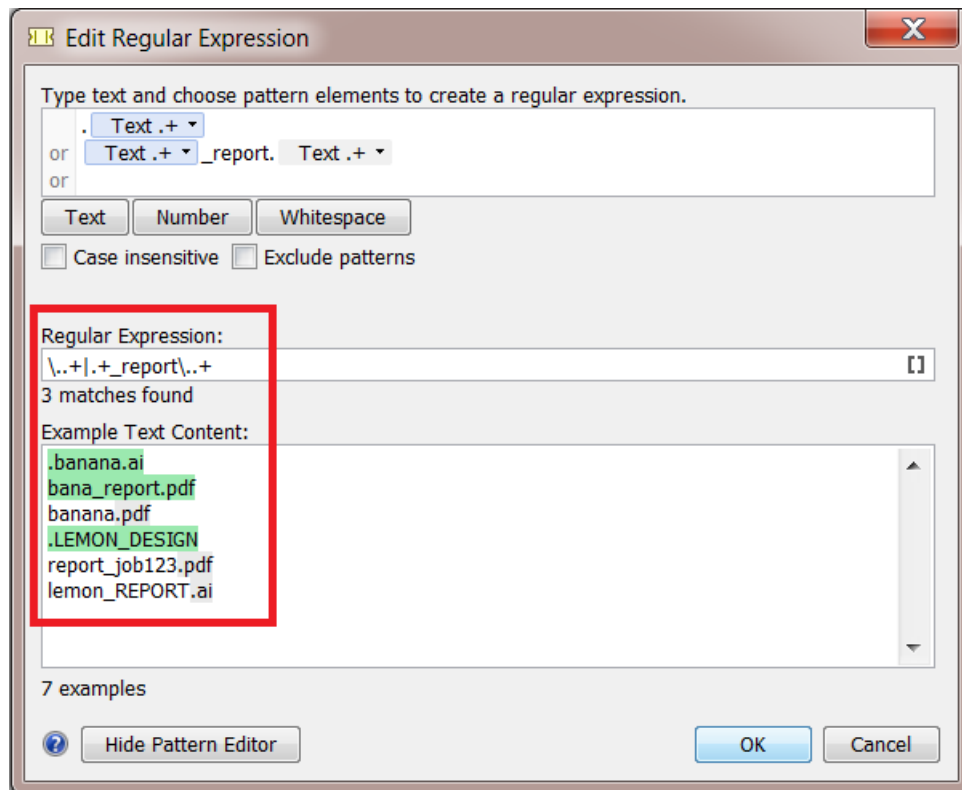 Edit Regular Expression
Type text and choose pattern elements to create a regular expression.
. Text .+
or Text .+ _report. Text .+
or
Text Number Whitespace
Case insensitive Exclude patterns
Regular Expression:
\..+|.+_report\..+
3 matches found
Example Text Content:
.banana.ai
bana_report.pdf
banana.pdf
.LEMON_DESIGN
report_job123.pdf
lemon_REPORT.ai
7 examples
? Hide Pattern Editor OK Cancel